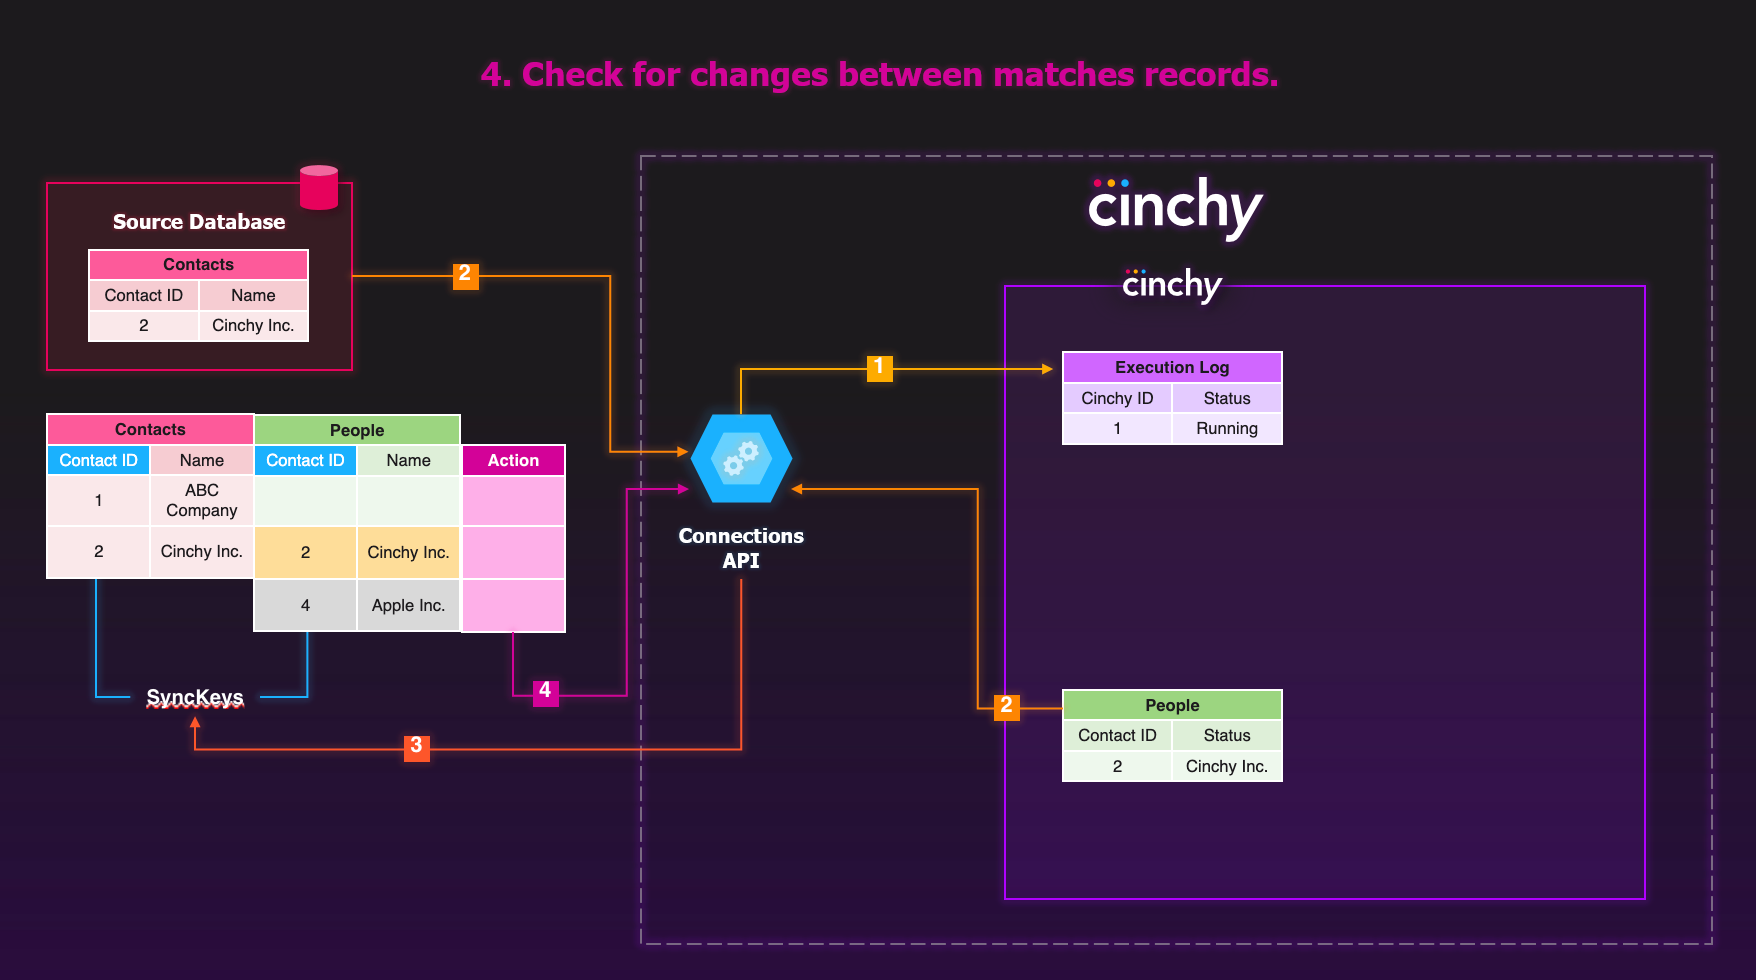 4. Check for changes between matches records.
cinchy
cinchy
Source Database
Contacts
Contact ID Name
2 Cinchy Inc.
2
1
Execution Log
Cinchy ID Status
1 Running
Contacts People
Contact ID Name Contact ID Name Action
1 ABC Company
2 Cinchy Inc. 2 Cinchy Inc.
4 Apple Inc.
Connections
API
SyncKeys
4
3
2
People
Contact ID Status
2 Cinchy Inc.